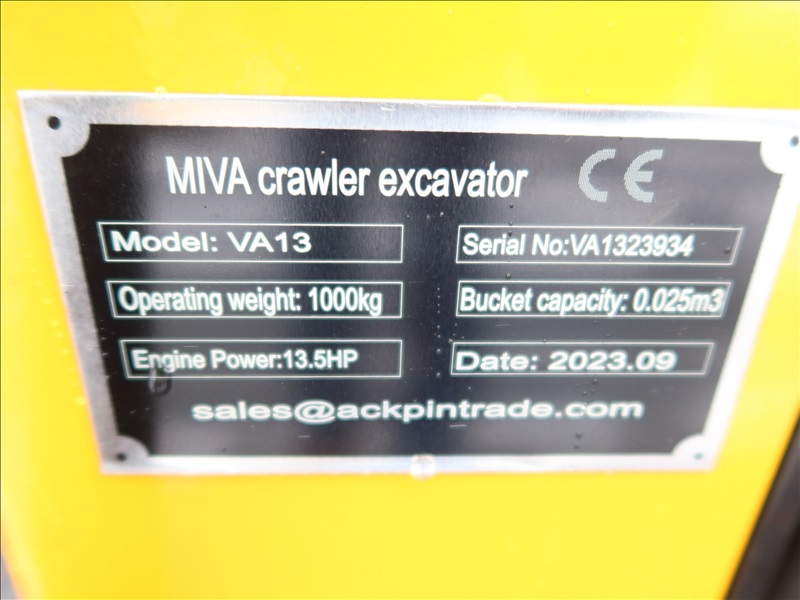 MIVA crawler excavator CE
Model: VA13
Serial No:VA1323934
Operating weight: 1000kg
Bucket capacity: 0.025m3
Engine Power:13.5HP
Date: 2023.09
sales@ackpintrade.com